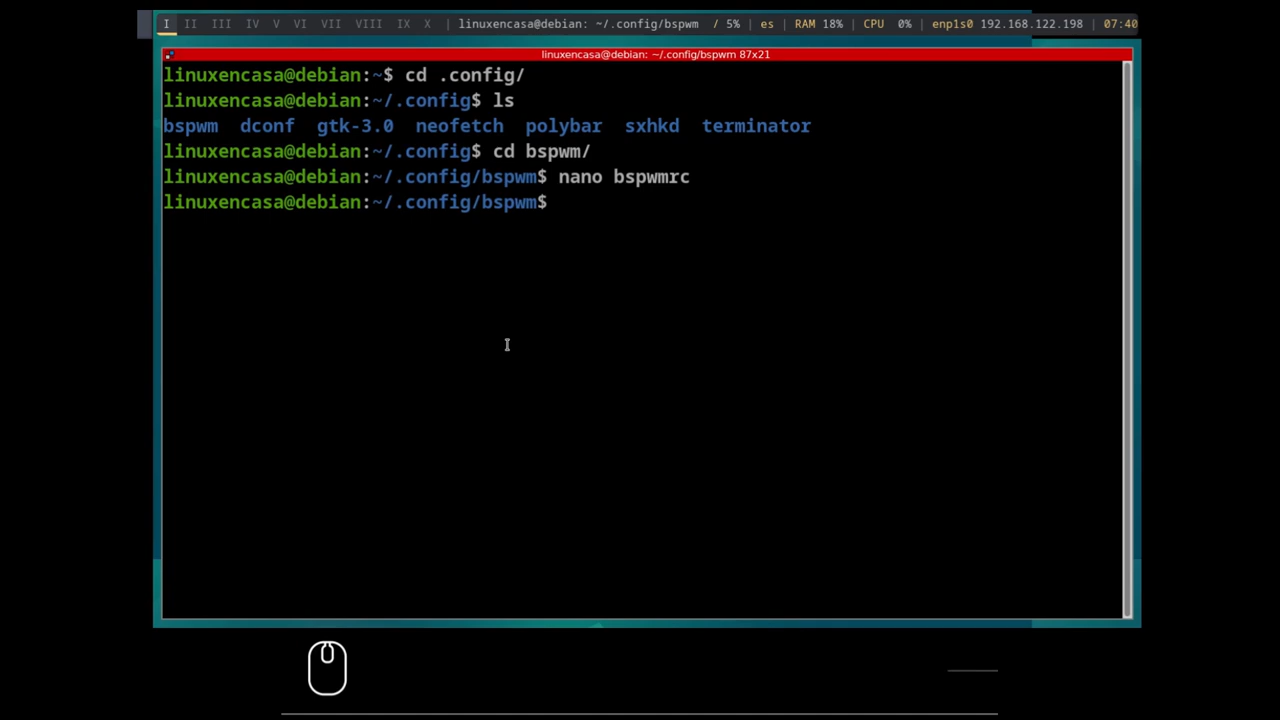 I II III IV V VI VII VIII IX X | linuxencasa@debian: ~/.config/bspwm / 5% | es | RAM 18% | CPU 0% | enp1s0 192.168.122.198 | 07:40
linuxencasa@debian: ~/.config/bspwm 87x21
linuxencasa@debian:~$ cd .config/
linuxencasa@debian:~/.config$ ls
bspwm dconf gtk-3.0 neofetch polybar sxhkd terminator
linuxencasa@debian:~/.config$ cd bspwm/
linuxencasa@debian:~/.config/bspwm$ nano bspwmrc
linuxencasa@debian:~/.config/bspwm$